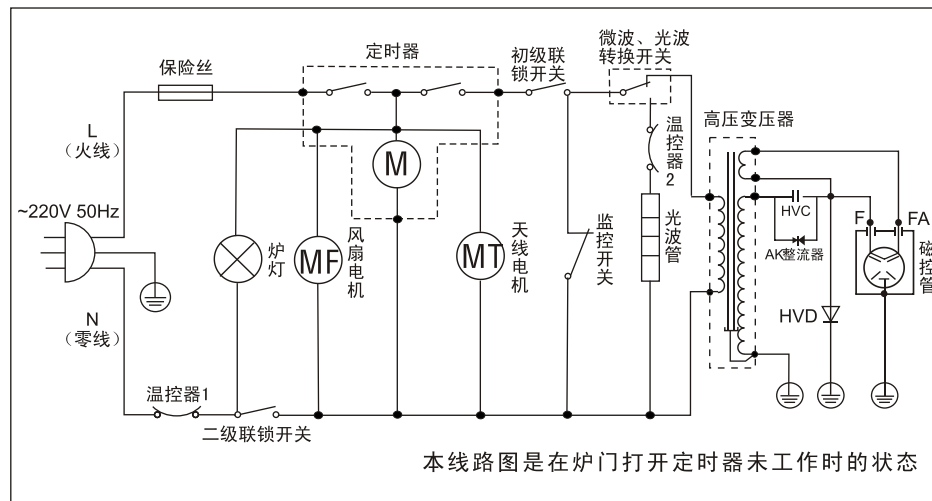 保险丝
定时器
初级联
锁开关
微波、光波
转换开关
L
（火线）
~220V 50Hz
N
（零线）
温控器1
二级联锁开关
炉灯
M
MF
风扇电机
MT
天线电机
监控开关
温控器2
光波管
高压变压器
HVC
AK整流器
HVD
F
FA
磁控管
本线路图是在炉门打开定时器未工作时的状态